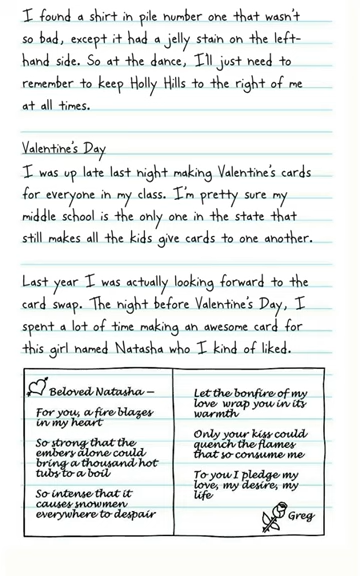 I found a shirt in pile number one that wasn't
so bad, except it had a jelly stain on the left-
hand side. So at the dance, I'll just need to
remember to keep Holly Hills to the right of me
at all times.
Valentine's Day
I was up late last night making Valentine's cards
for everyone in my class. I'm pretty sure my
middle school is the only one in the state that
still makes all the kids give cards to one another.
Last year I was actually looking forward to the
card swap. The night before Valentine's Day, I
spent a lot of time making an awesome card for
this girl named Natasha who I kind of liked.
Beloved Natasha –
For you, a fire blazes
in my heart
So strong that the
embers alone could
bring a thousand hot
tubs to a boil
So intense that it
causes snowmen
everywhere to despair
Let the bonfire of my
love wrap you in its
warmth
Only your kiss could
quench the flames
that so consume me
To you I pledge my
love, my desire, my
life
Greg